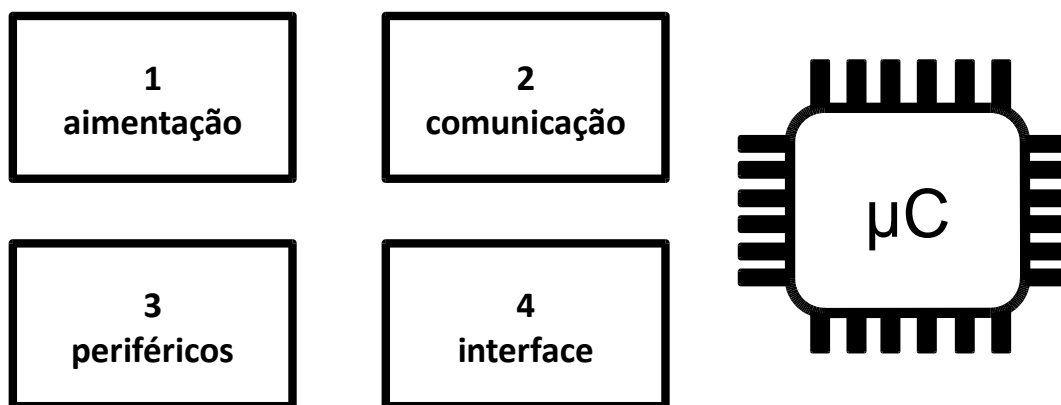 1
aimentação
2
comunicação
µC
3
periféricos
4
interface